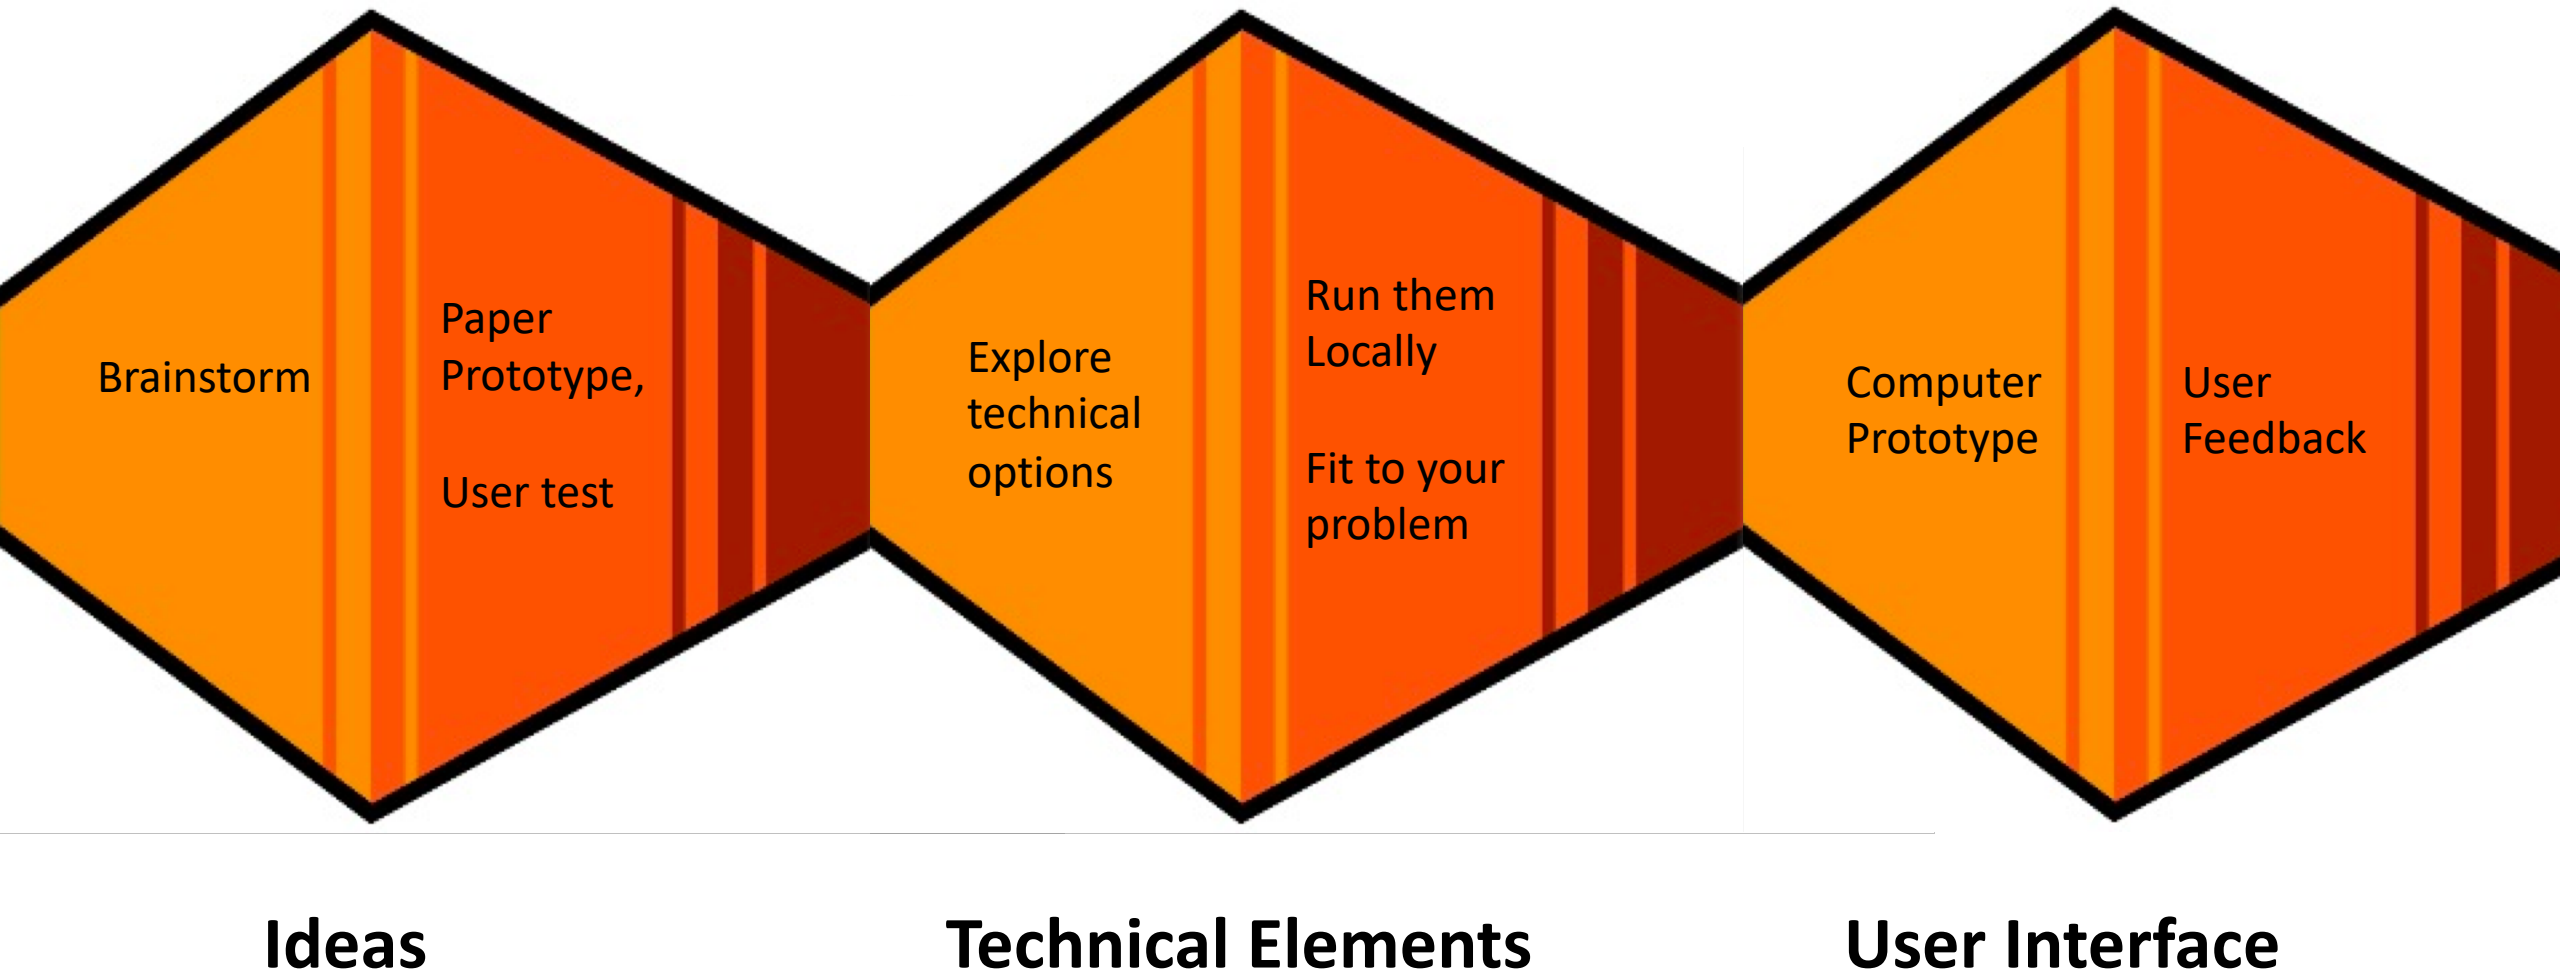 Brainstorm
Paper
Prototype,
User test
Explore
technical
options
Run them
Locally
Fit to your
problem
Computer
Prototype
User
Feedback
Ideas
Technical Elements
User Interface